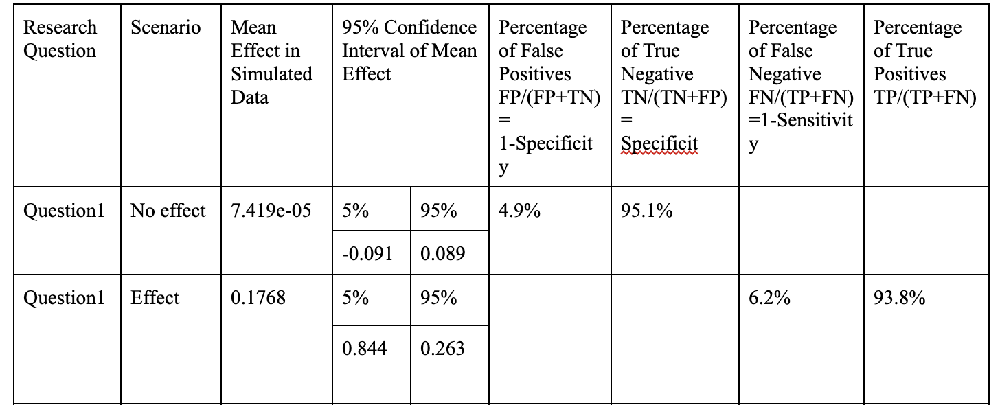 Research
Question
Scenario
Mean
Effect in
Simulated
Data
95% Confidence
Interval of Mean
Effect
Percentage
of False
Positives
FP/(FP+TN)
=
1-Specificit
y
Percentage
of True
Negative
TN/(TN+FP)
=
Specificit
Percentage
of False
Negative
FN/(TP+FN)
=1-Sensitivit
y
Percentage
of True
Positives
TP/(TP+FN)
Question1
No effect
7.419e-05
5%
95%
-0.091
0.089
4.9%
95.1%
Question1
Effect
0.1768
5%
95%
0.844
0.263
6.2%
93.8%